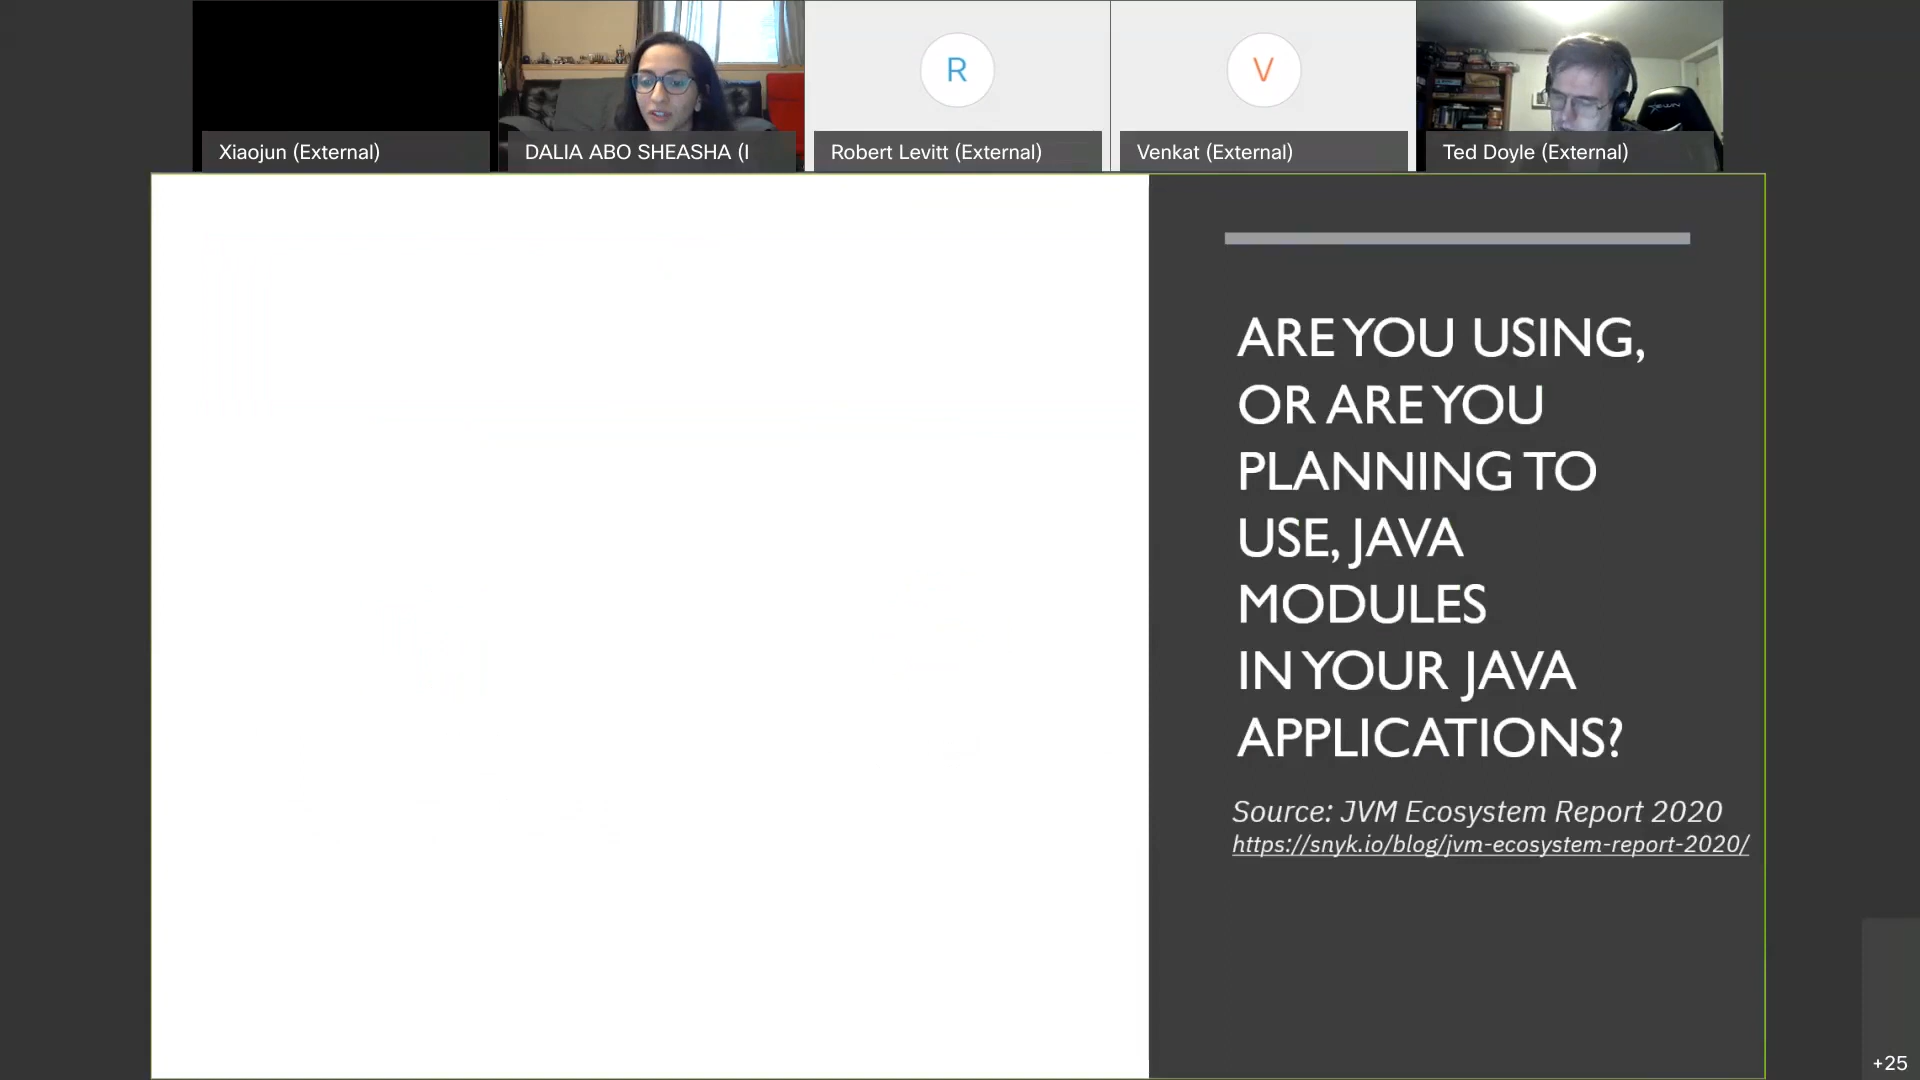 Xiaojun (External)
DALIA ABO SHEASHA (I
R
Robert Levitt (External)
V
Venkat (External)
Ted Doyle (External)
ARE YOU USING,
OR ARE YOU
PLANNING TO
USE, JAVA
MODULES
IN YOUR JAVA
APPLICATIONS?
Source: JVM Ecosystem Report 2020
https://snyk.io/blog/jvm-ecosystem-report-2020/
+25